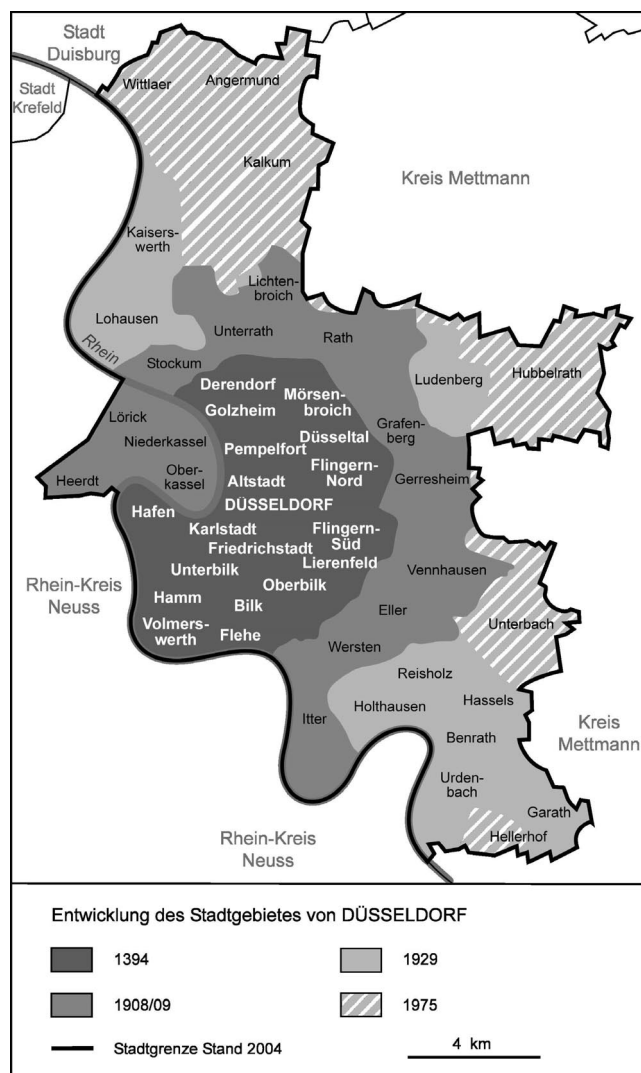 Stadt
Duisburg
Stadt
Krefeld
Wittlaer
Angermund
Kalkum
Kreis Mettmann
Kaisers-
werth
Lichten-
broich
Lohausen
Unterrath
Rath
Rhein
Stockum
Ludenberg
Hubbelrath
Derendorf
Mörsen-
broich
Golzheim
Lörick
Grafen-
berg
Niederkassel
Düsseltal
Pempelfort
Ober-
kassel
Flingern-
Nord
Heerdt
Altstadt
Gerresheim
Hafen
DÜSSELDORF
Karlstadt
Flingern-
Süd
Friedrichstadt
Lierenfeld
Rhein-Kreis
Neuss
Unterbilk
Vennhausen
Oberbilk
Hamm
Bilk
Eller
Volmers-
werth
Flehe
Unterbach
Wersten
Reisholz
Hassels
Itter
Holthausen
Benrath
Kreis
Mettmann
Urden-
bach
Garath
Hellerhof
Rhein-Kreis
Neuss
Entwicklung des Stadtgebietes von DÜSSELDORF
1394
1929
1908/09
1975
Stadtgrenze Stand 2004
4 km